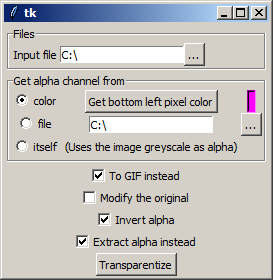 tk
Files
Input file C:\ ...
Get alpha channel from
color Get bottom left pixel color
file C:\ ...
itself (Uses the image greyscale as alpha)
To GIF instead
Modify the original
Invert alpha
Extract alpha instead
Transparentize